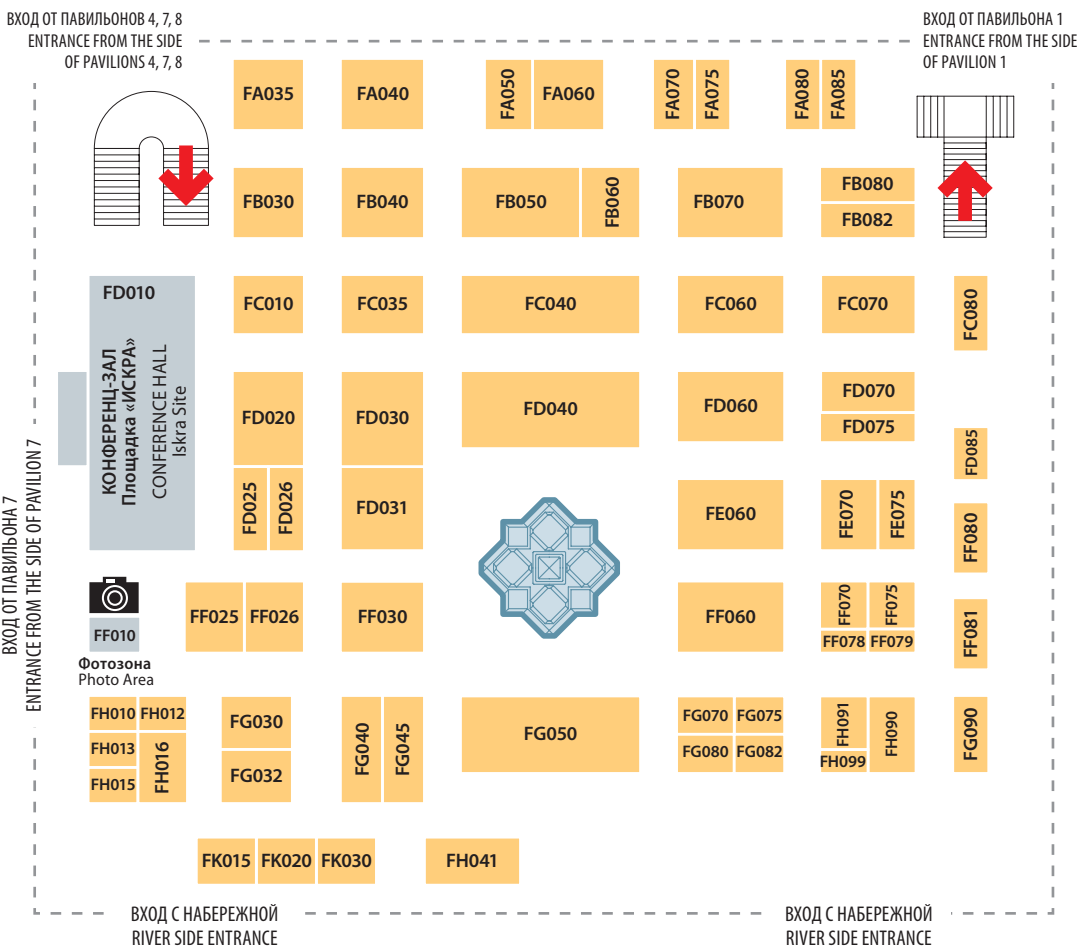 ВХОД ОТ ПАВИЛЬОНОВ 4, 7, 8
ENTRANCE FROM THE SIDE
OF PAVILIONS 4, 7, 8
ВХОД ОТ ПАВИЛЬОНА 1
ENTRANCE FROM THE SIDE
OF PAVILION 1
FA035
FA040
FA050
FA060
FA070
FA075
FA080
FA085
FB030
FB040
FB050
FB060
FB070
FB080
FB082
FD010
КОНФЕРЕНЦ-ЗАЛ
Площадка «ИСКРА»
CONFERENCE HALL
Iskra Site
FC010
FC035
FC040
FC060
FC070
FC080
FD020
FD030
FD040
FD060
FD070
FD075
FD085
FD025
FD026
FD031
FE060
FE070
FE075
FF080
ВХОД ОТ ПАВИЛЬОНА 7
ENTRANCE FROM THE SIDE OF PAVILION 7
FF010
Фотозона
Photo Area
FF025
FF026
FF030
FF060
FF070
FF075
FF078
FF079
FF081
FH010
FH012
FH013
FH015
FH016
FG030
FG032
FG040
FG045
FG050
FG070
FG075
FG080
FG082
FH091
FH099
FH090
FG090
FK015
FK020
FK030
FH041
ВХОД С НАБЕРЕЖНОЙ
RIVER SIDE ENTRANCE
ВХОД С НАБЕРЕЖНОЙ
RIVER SIDE ENTRANCE